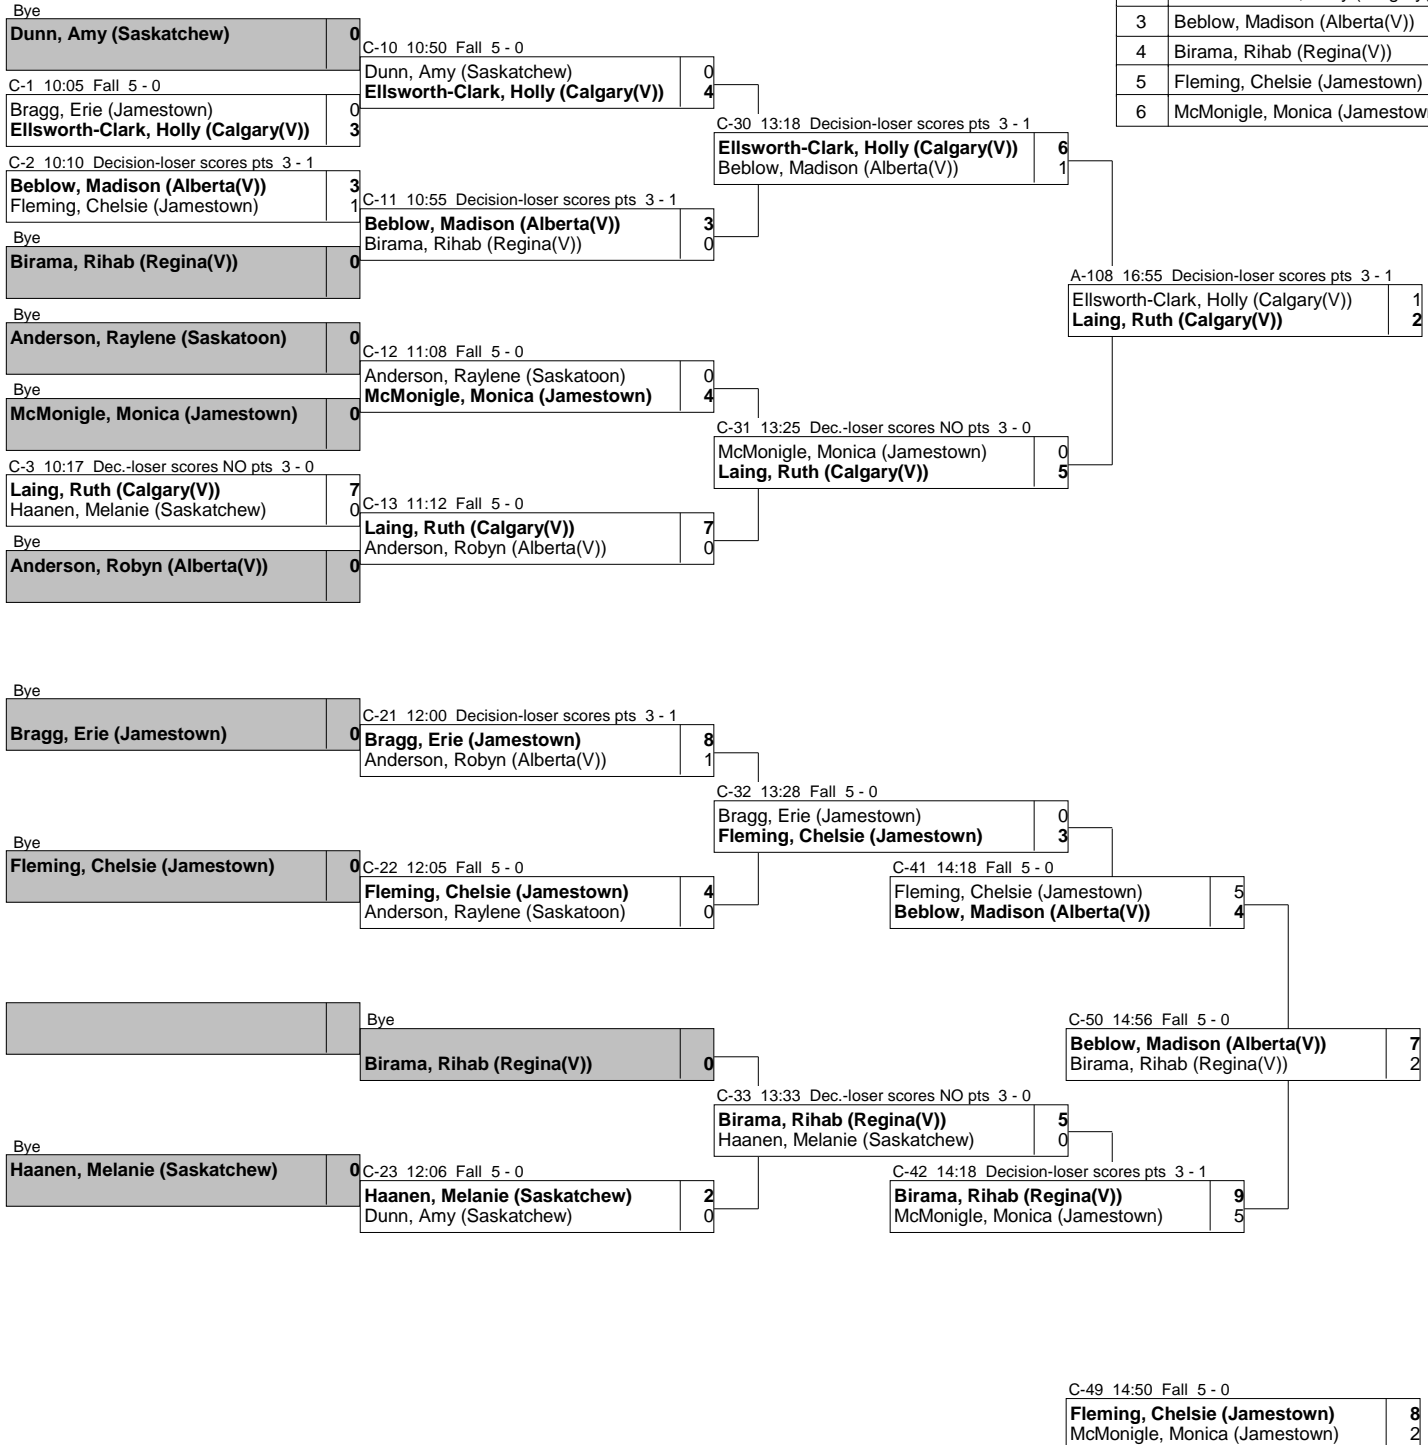 Bye
Dunn, Amy (Saskatchew) 0
C-1 10:05 Fall 5 - 0
Bragg, Erie (Jamestown) 0
Ellsworth-Clark, Holly (Calgary(V)) 3
C-2 10:10 Decision-loser scores pts 3 - 1
Beblow, Madison (Alberta(V)) 3
Fleming, Chelsie (Jamestown) 1
Bye
Birama, Rihab (Regina(V)) 0
Bye
Anderson, Raylene (Saskatoon) 0
Bye
McMonigle, Monica (Jamestown) 0
C-3 10:17 Dec.-loser scores NO pts 3 - 0
Laing, Ruth (Calgary(V)) 7
Haanen, Melanie (Saskatchew) 0
Bye
Anderson, Robyn (Alberta(V)) 0
C-10 10:50 Fall 5 - 0
Dunn, Amy (Saskatchew) 0
Ellsworth-Clark, Holly (Calgary(V)) 4
C-11 10:55 Decision-loser scores pts 3 - 1
Beblow, Madison (Alberta(V)) 3
Birama, Rihab (Regina(V)) 0
C-12 11:08 Fall 5 - 0
Anderson, Raylene (Saskatoon) 0
McMonigle, Monica (Jamestown) 4
C-13 11:12 Fall 5 - 0
Laing, Ruth (Calgary(V)) 7
Anderson, Robyn (Alberta(V)) 0
C-30 13:18 Decision-loser scores pts 3 - 1
Ellsworth-Clark, Holly (Calgary(V)) 6
Beblow, Madison (Alberta(V)) 1
C-31 13:25 Dec.-loser scores NO pts 3 - 0
McMonigle, Monica (Jamestown) 0
Laing, Ruth (Calgary(V)) 5
3 Beblow, Madison (Alberta(V))
4 Birama, Rihab (Regina(V))
5 Fleming, Chelsie (Jamestown)
6 McMonigle, Monica (Jamestow
A-108 16:55 Decision-loser scores pts 3 - 1
Ellsworth-Clark, Holly (Calgary(V)) 1
Laing, Ruth (Calgary(V)) 2
Bye
Bragg, Erie (Jamestown) 0
Bye
Fleming, Chelsie (Jamestown) 0
Bye
Haanen, Melanie (Saskatchew) 0
C-21 12:00 Decision-loser scores pts 3 - 1
Bragg, Erie (Jamestown) 8
Anderson, Robyn (Alberta(V)) 1
C-22 12:05 Fall 5 - 0
Fleming, Chelsie (Jamestown) 4
Anderson, Raylene (Saskatoon) 0
Bye
Birama, Rihab (Regina(V)) 0
C-23 12:06 Fall 5 - 0
Haanen, Melanie (Saskatchew) 2
Dunn, Amy (Saskatchew) 0
C-32 13:28 Fall 5 - 0
Bragg, Erie (Jamestown) 0
Fleming, Chelsie (Jamestown) 3
C-33 13:33 Dec.-loser scores NO pts 3 - 0
Birama, Rihab (Regina(V)) 5
Haanen, Melanie (Saskatchew) 0
C-41 14:18 Fall 5 - 0
Fleming, Chelsie (Jamestown) 5
Beblow, Madison (Alberta(V)) 4
C-42 14:18 Decision-loser scores pts 3 - 1
Birama, Rihab (Regina(V)) 9
McMonigle, Monica (Jamestown) 5
C-50 14:56 Fall 5 - 0
Beblow, Madison (Alberta(V)) 7
Birama, Rihab (Regina(V)) 2
C-49 14:50 Fall 5 - 0
Fleming, Chelsie (Jamestown) 8
McMonigle, Monica (Jamestown) 2